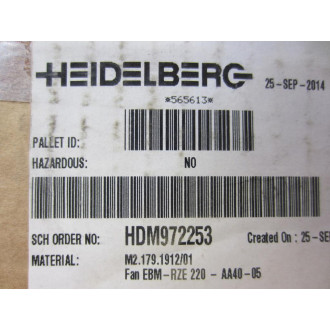 HEIDELBERG
25-SEP-2014
*565613*
PALLET ID:
HAZARDOUS: NO
SCH ORDER NO: HDM972253 Created On : 25-SE
MATERIAL: M2.179.1912/01
Fan EBM-RZE 220 - AA40-05